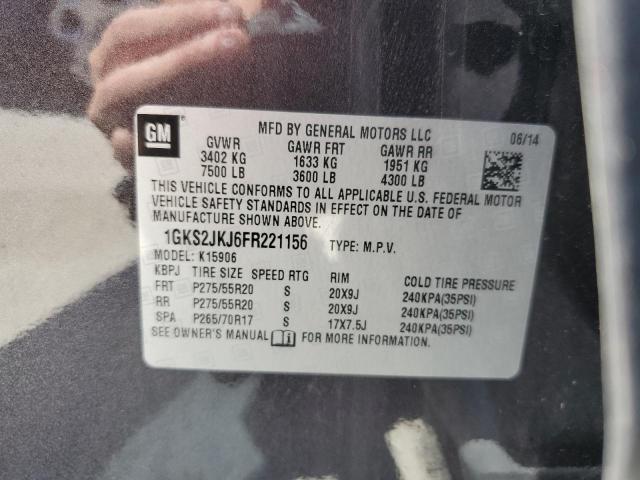 GM
MFD BY GENERAL MOTORS LLC 06/14
GVWR GAWR FRT GAWR RR
3402 KG 1633 KG 1951 KG
7500 LB 3600 LB 4300 LB
THIS VEHICLE CONFORMS TO ALL APPLICABLE U.S. FEDERAL MOTOR
VEHICLE SAFETY STANDARDS IN EFFECT ON THE DATE OF
MANUFACTURE SHOWN ABOVE.
1GKS2JKJ6FR221156 TYPE: M.P.V.
MODEL: K15906
KBPJ TIRE SIZE SPEED RTG RIM COLD TIRE PRESSURE
FRT P275/55R20 S 20X9J 240KPA(35PSI)
RR P275/55R20 S 20X9J 240KPA(35PSI)
SPA P265/70R17 S 17X7.5J 240KPA(35PSI)
SEE OWNER'S MANUAL FOR MORE INFORMATION.